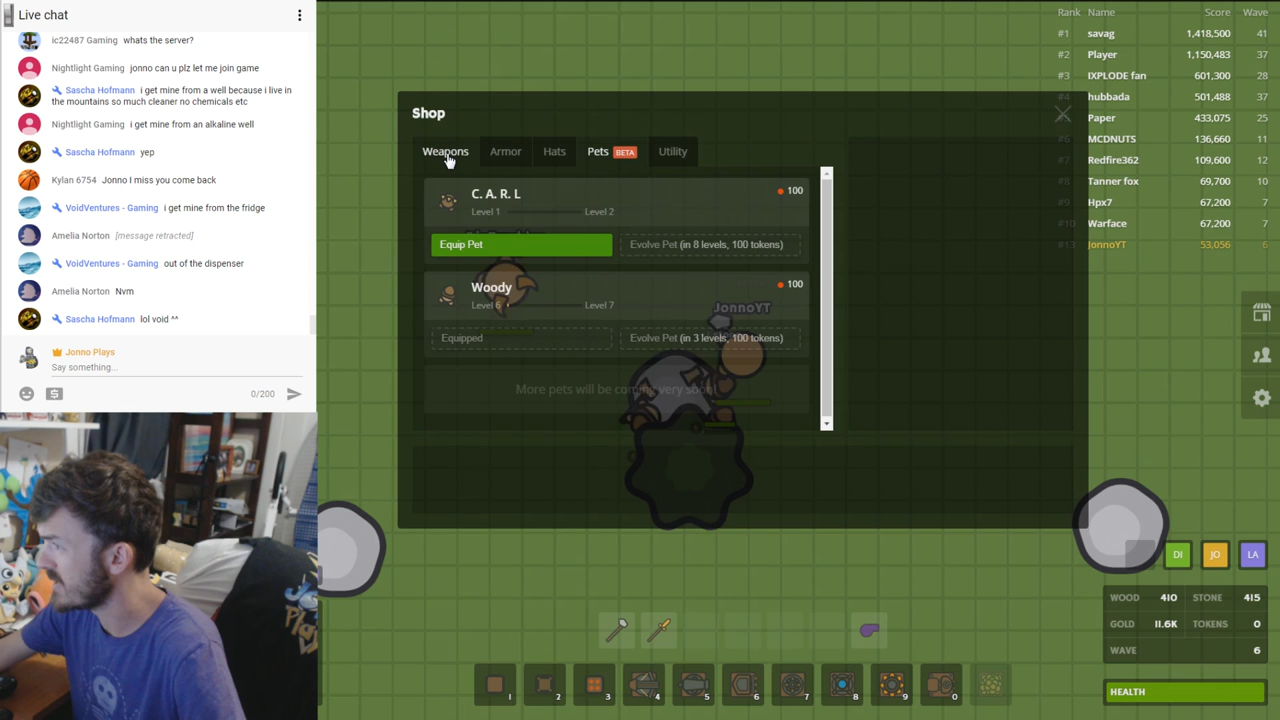 Live chat
ic22487 Gaming whats the server?
Nightlight Gaming jonno can u plz let me join game
Sascha Hofmann i get mine from a well because i live in
the mountains so much cleaner no chemicals etc
Nightlight Gaming i get mine from an alkaline well
Sascha Hofmann yep
Kylan 6754 Jonno I miss you come back
VoidVentures - Gaming i get mine from the fridge
Amelia Norton [message retracted]
VoidVentures - Gaming out of the dispenser
Amelia Norton Nvm
Sascha Hofmann lol void ^^
Jonno Plays
Say something...
0/200
Shop
Weapons Armor Hats Pets BETA Utility
C. A. R. L 100
Level 1 Level 2
Equip Pet Evolve Pet (in 8 levels, 100 tokens)
Woody 100
Level 6 Level 7
JonnoYT
Equipped Evolve Pet (in 3 levels, 100 tokens)
More pets will be coming very soon!
Rank Name Score Wave
#1 savag 1,418,500 41
#2 Player 1,150,483 37
#3 IXPLODE fan 601,300 28
#4 hubbada 501,488 37
Paper 433,075 25
#6 MCDNUTS 136,660 11
#7 Redfire362 109,600 12
#8 Tanner fox 69,700 10
#9 Hpx7 67,200 7
#10 Warface 67,200 7
#13 JonnoYT 53,056 6
DI JO LA
WOOD 410 STONE 415
GOLD 11.6K TOKENS 0
WAVE 6
HEALTH
1 2 3 4 5 6 7 8 9 0